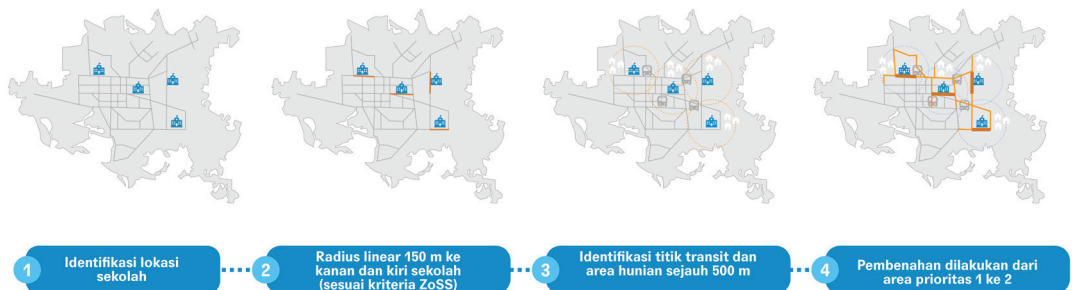 1
Identifikasi lokasi
sekolah
2
Radius linear 150 m ke
kanan dan kiri sekolah
(sesuai kriteria ZoSS)
3
Identifikasi titik transit dan
area hunian sejauh 500 m
4
Pembenahan dilakukan dari
area prioritas 1 ke 2